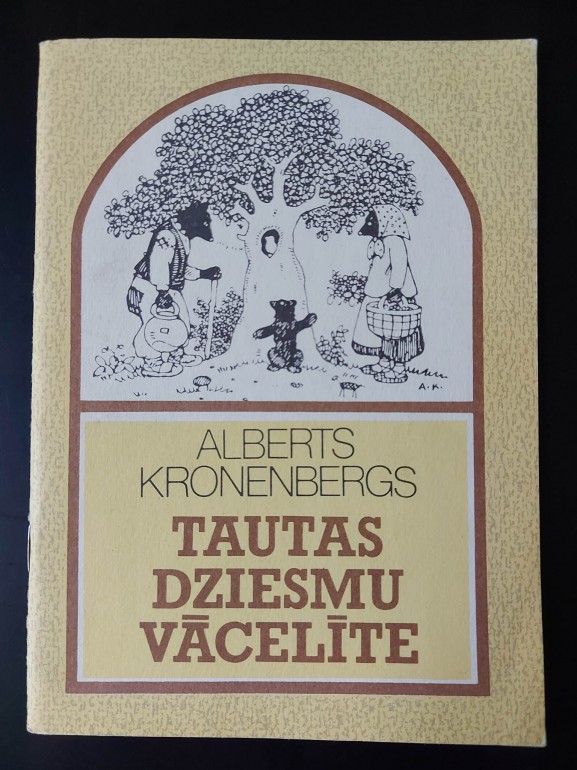 A.K.
ALBERTS
KRONENBERGS
TAUTAS
DZIESMU
VĀCELĪTE